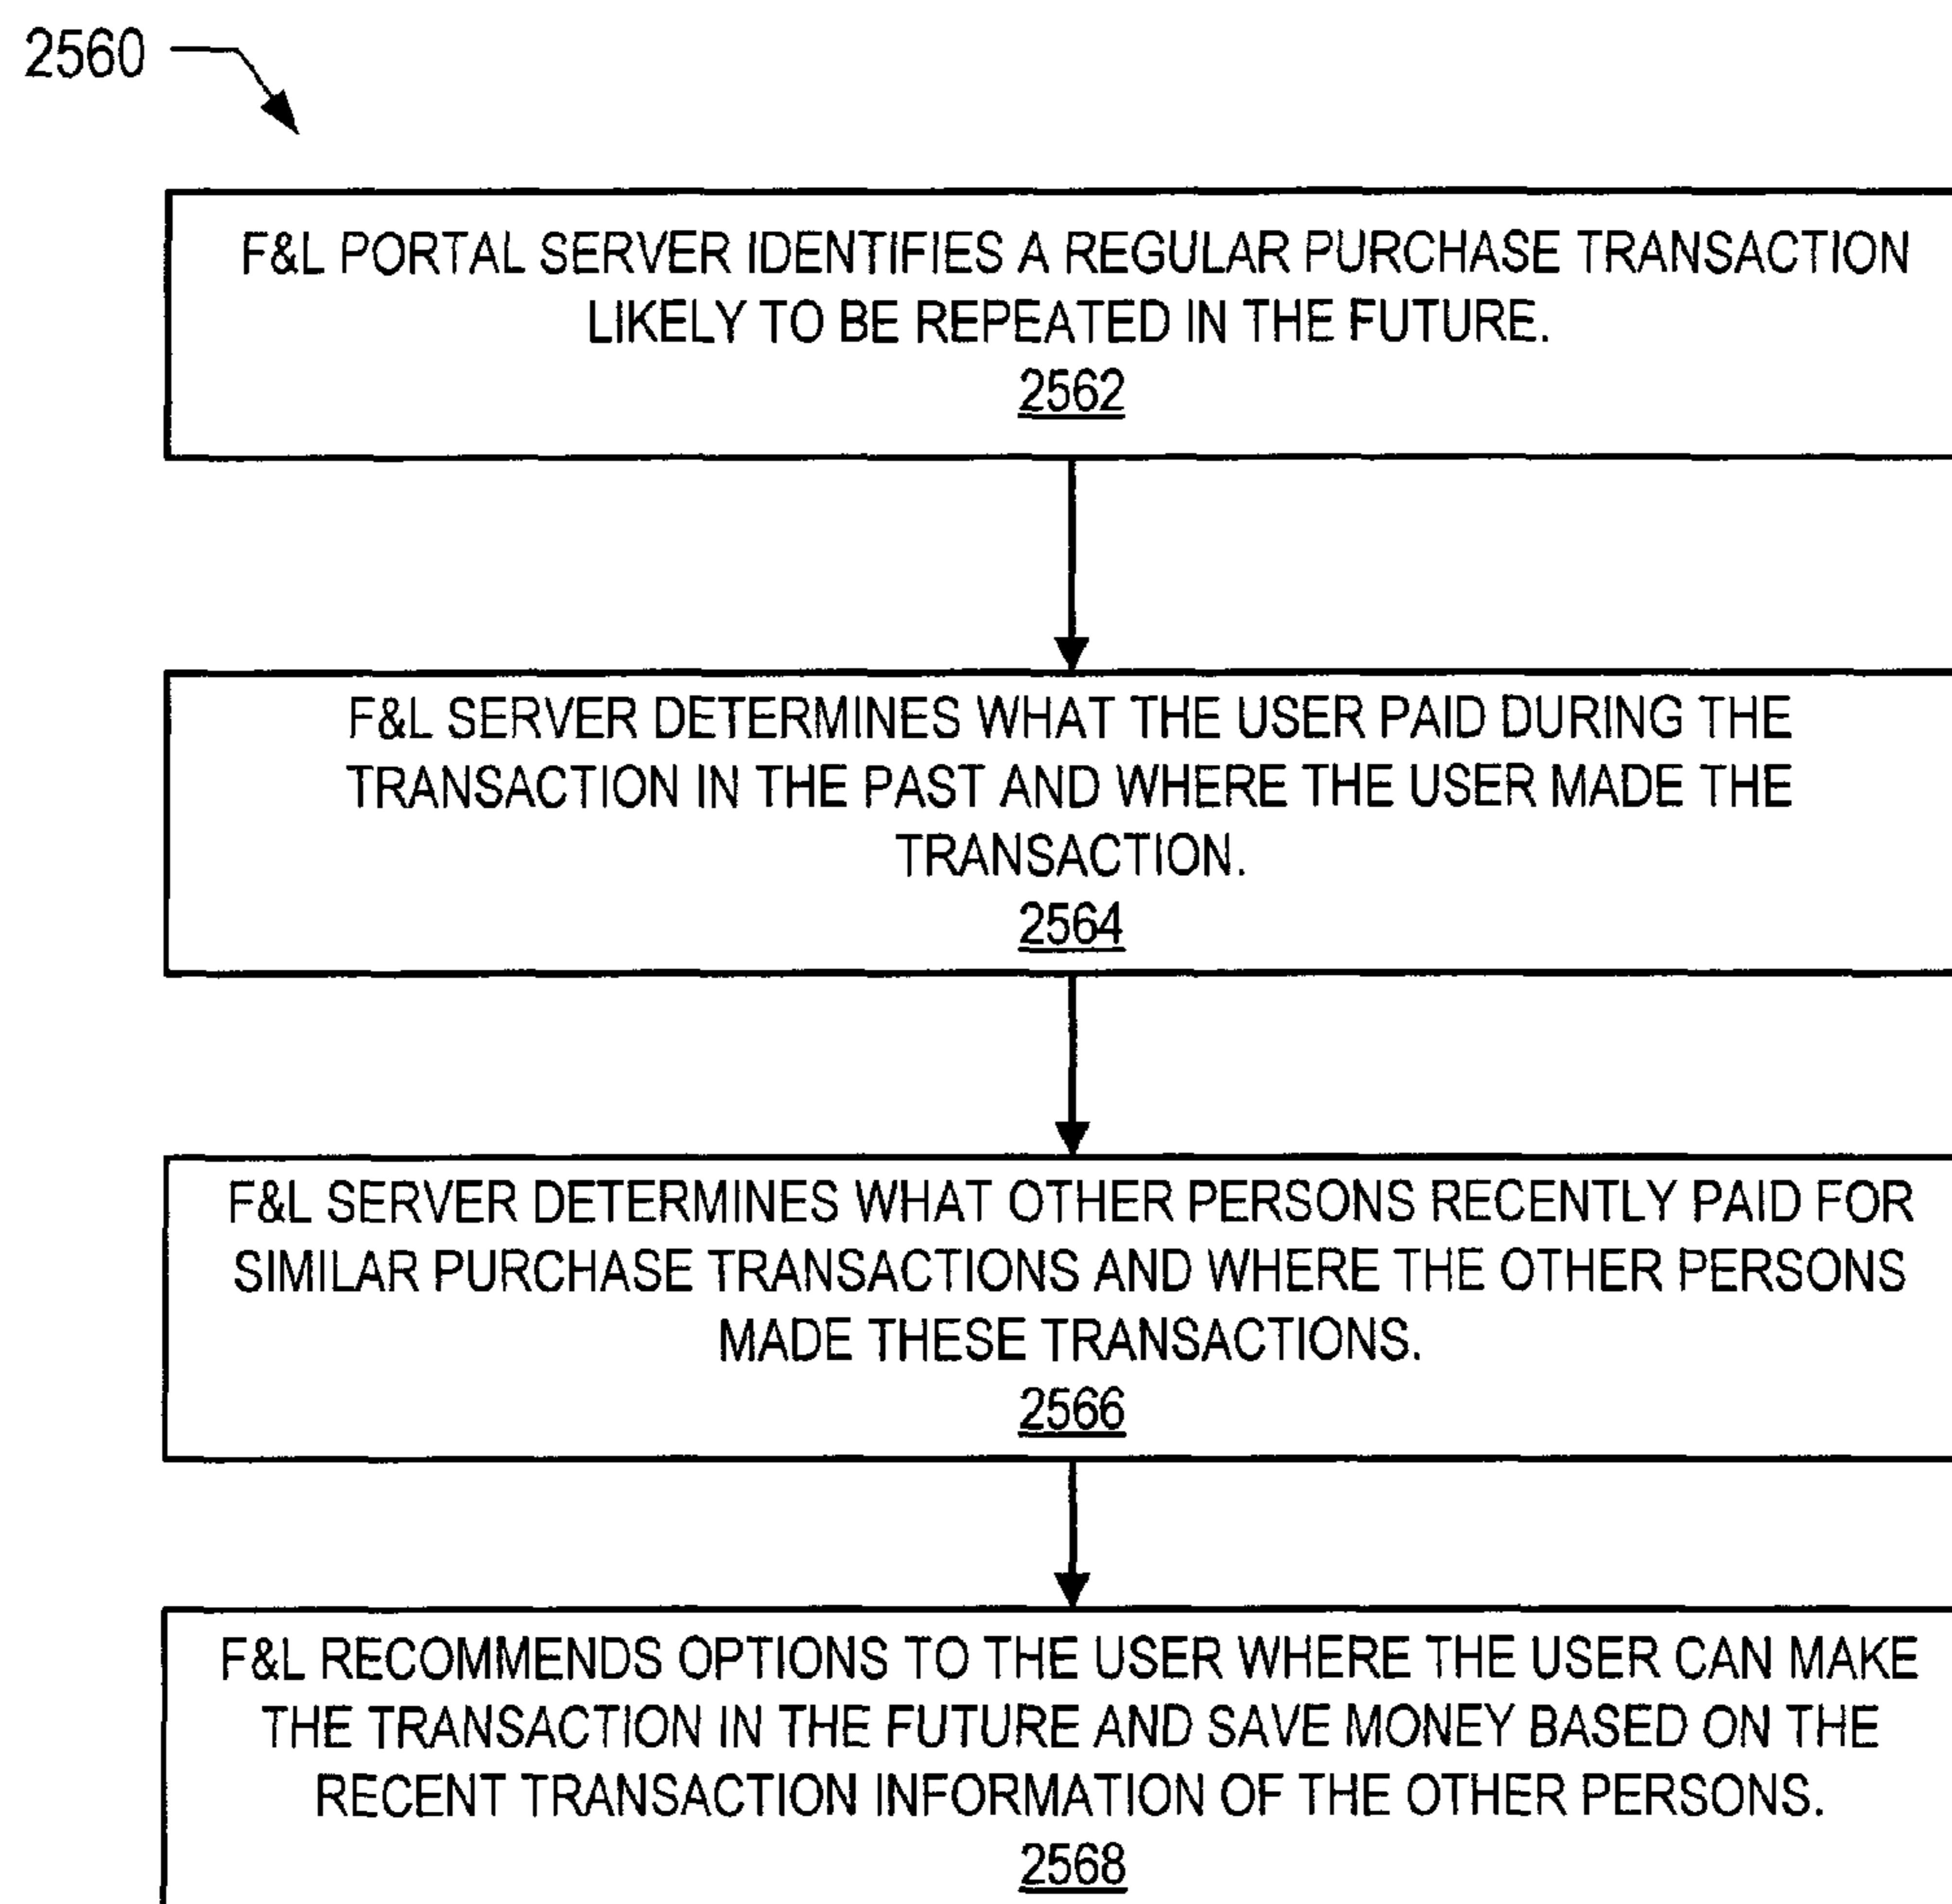 2560
F&L PORTAL SERVER IDENTIFIES A REGULAR PURCHASE TRANSACTION
LIKELY TO BE REPEATED IN THE FUTURE.
2562
F&L SERVER DETERMINES WHAT THE USER PAID DURING THE
TRANSACTION IN THE PAST AND WHERE THE USER MADE THE
TRANSACTION.
2564
F&L SERVER DETERMINES WHAT OTHER PERSONS RECENTLY PAID FOR
SIMILAR PURCHASE TRANSACTIONS AND WHERE THE OTHER PERSONS
MADE THESE TRANSACTIONS.
2566
F&L RECOMMENDS OPTIONS TO THE USER WHERE THE USER CAN MAKE
THE TRANSACTION IN THE FUTURE AND SAVE MONEY BASED ON THE
RECENT TRANSACTION INFORMATION OF THE OTHER PERSONS.
2568